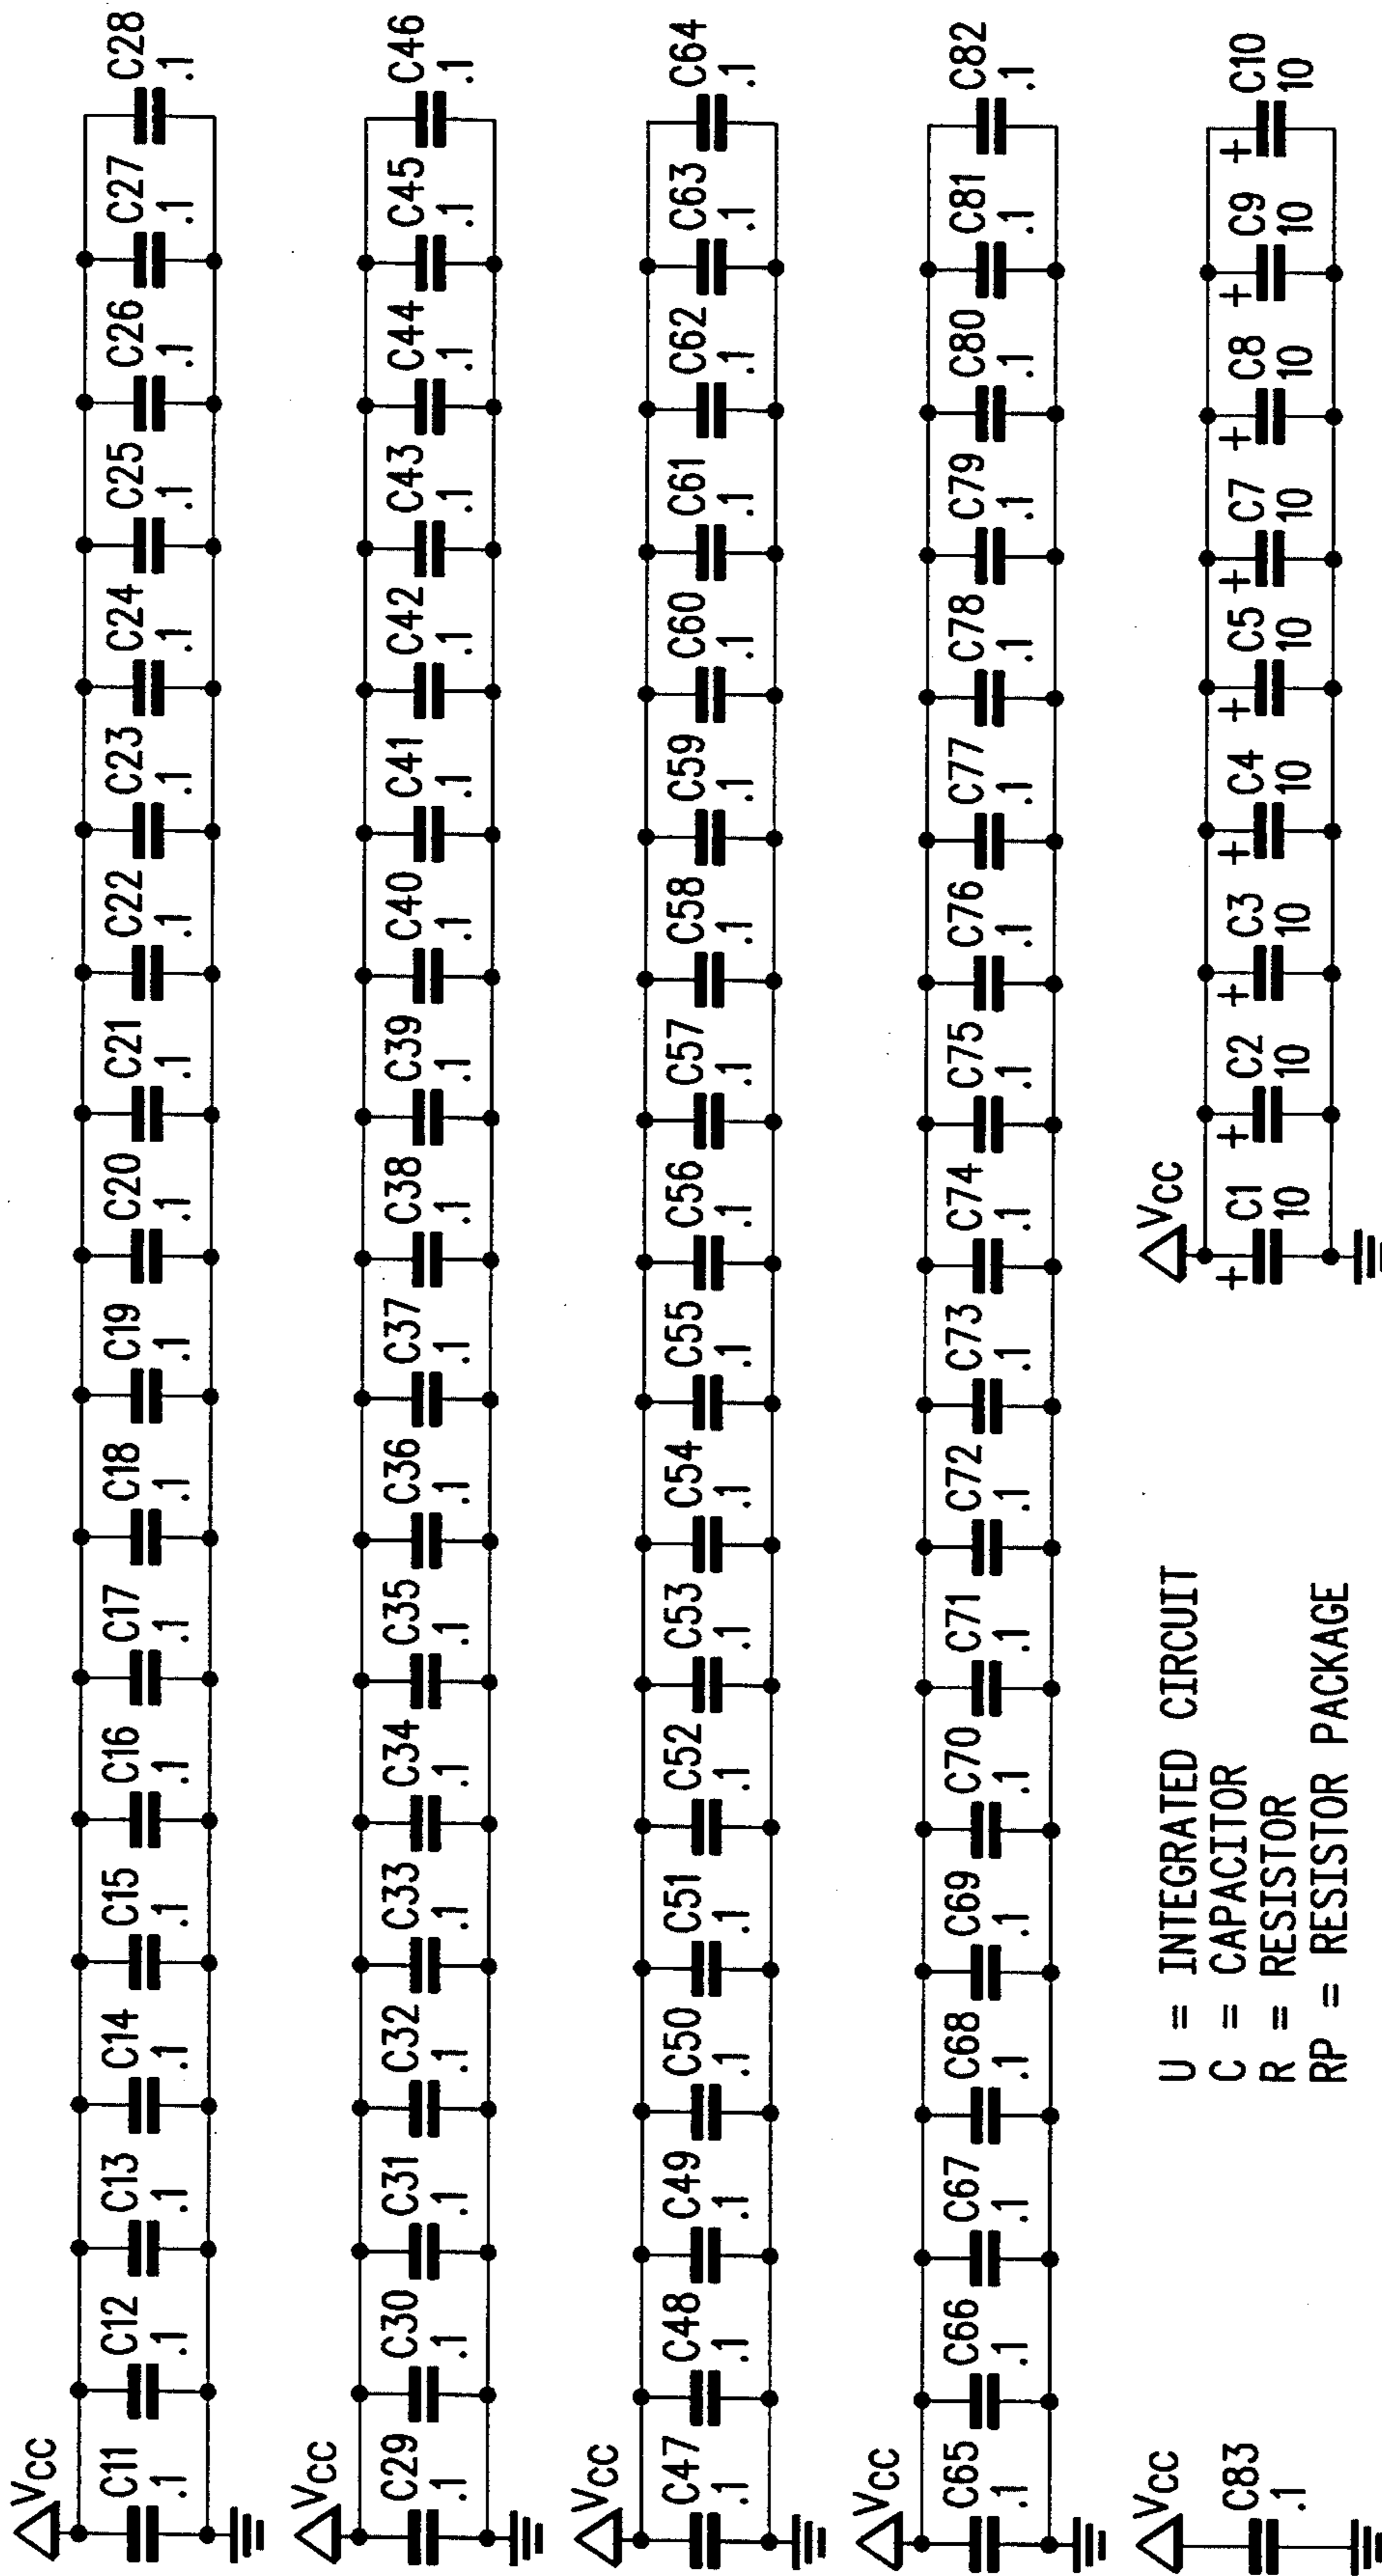 VCC
C11 C12 C13 C14 C15 C16 C17 C18 C19 C20 C21 C22 C23 C24 C25 C26 C27 C28
.1 .1 .1 .1 .1 .1 .1 .1 .1 .1 .1 .1 .1 .1 .1 .1 .1 .1
VCC
C29 C30 C31 C32 C33 C34 C35 C36 C37 C38 C39 C40 C41 C42 C43 C44 C45 C46
.1 .1 .1 .1 .1 .1 .1 .1 .1 .1 .1 .1 .1 .1 .1 .1 .1 .1
VCC
C47 C48 C49 C50 C51 C52 C53 C54 C55 C56 C57 C58 C59 C60 C61 C62 C63 C64
.1 .1 .1 .1 .1 .1 .1 .1 .1 .1 .1 .1 .1 .1 .1 .1 .1 .1
VCC
C65 C66 C67 C68 C69 C70 C71 C72 C73 C74 C75 C76 C77 C78 C79 C80 C81 C82
.1 .1 .1 .1 .1 .1 .1 .1 .1 .1 .1 .1 .1 .1 .1 .1 .1 .1
VCC
C83
.1
U = INTEGRATED CIRCUIT
C = CAPACITOR
R = RESISTOR
RP = RESISTOR PACKAGE
VCC
+ + + + + + + + +
C1 C2 C3 C4 C5 C7 C8 C9 C10
10 10 10 10 10 10 10 10 10